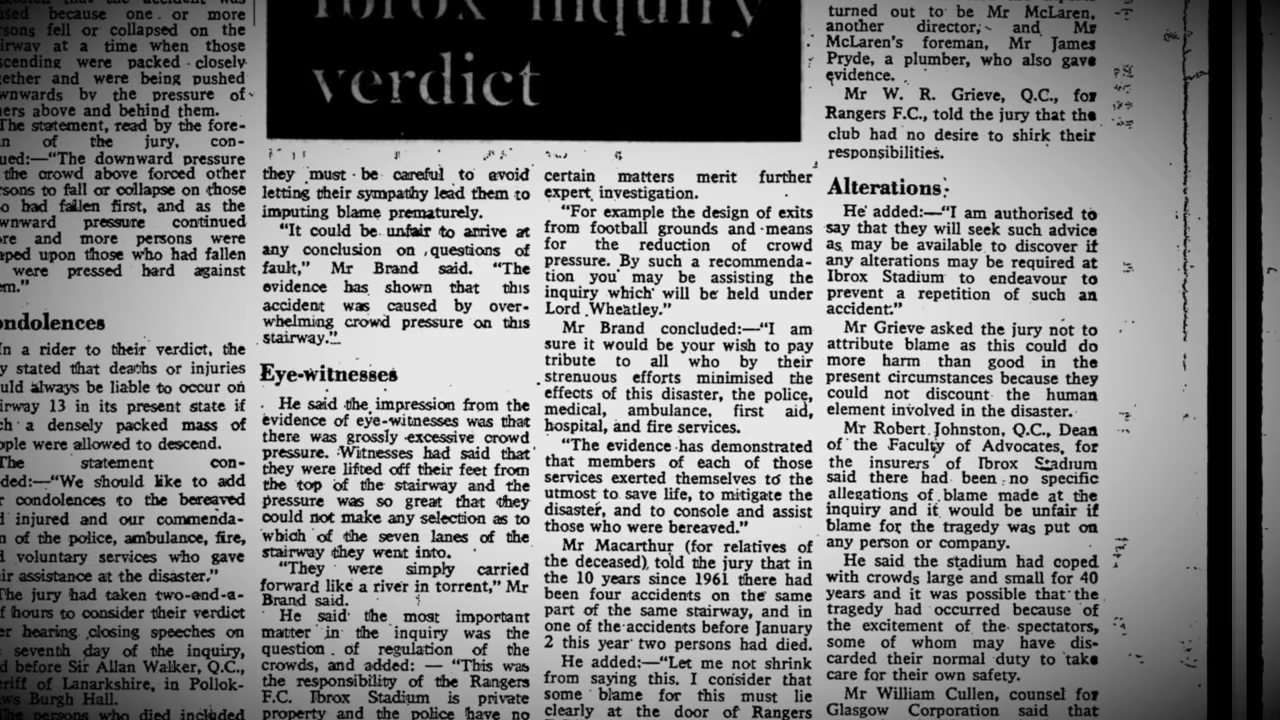 Ibrox inquiry
verdict
because one or more
fell or collapsed on the
at a time when those
were packed closely
and were being pushed
by the pressure of
above and behind them.
The statement, read by the fore-
of the jury, con-
"The downward pressure
the crowd above forced other
to fall or collapse on those
had fallen first, and as the
pressure continued
and more persons were
upon those who had fallen
were pressed hard against
In a rider to their verdict, the
stated that deaths or injuries
always be liable to occur on
13 in its present state if
a densely packed mass of
were allowed to descend.
The statement con-
"We should like to add
condolences to the bereaved
injured and our commenda-
of the police, ambulance, fire,
voluntary services who gave
assistance at the disaster."
The jury had taken two-and-a-
hours to consider their verdict
hearing closing speeches on
seventh day of the inquiry,
before Sir Allan Walker, Q.C.,
of Lanarkshire, in Pollok-
Burgh Hall.
persons who died included
they must be careful to avoid
letting their sympathy lead them to
imputing blame prematurely.
"It could be unfair to arrive at
any conclusion on questions of
fault," Mr Brand said. "The
evidence has shown that this
accident was caused by over-
whelming crowd pressure on this
stairway."
Eye-witnesses
He said the impression from the
evidence of eye-witnesses was that
there was grossly excessive crowd
pressure. Witnesses had said that
they were lifted off their feet from
the top of the stairway and the
pressure was so great that they
could not make any selection as to
which of the seven lanes of the
stairway they went into.
"They were simply carried
forward like a river in torrent," Mr
Brand said.
He said the most important
matter in the inquiry was the
question of regulation of the
crowds, and added: — "This was
the responsibility of the Rangers
F.C. Ibrox Stadium is private
property and the police have no
certain matters merit further
expert investigation.
"For example the design of exits
from football grounds and means
for the reduction of crowd
pressure. By such a recommenda-
tion you may be assisting the
inquiry which will be held under
Lord Wheatley."
Mr Brand concluded:—"I am
sure it would be your wish to pay
tribute to all who by their
strenuous efforts minimised the
effects of this disaster, the police,
medical, ambulance, first aid,
hospital, and fire services.
"The evidence has demonstrated
that members of each of those
services exerted themselves to the
utmost to save life, to mitigate the
disaster, and to console and assist
those who were bereaved."
Mr Macarthur (for relatives of
the deceased), told the jury that in
the 10 years since 1961 there had
been four accidents on the same
part of the same stairway, and in
one of the accidents before January
2 this year two persons had died.
He added:—"Let me not shrink
from saying this. I consider that
some blame for this must lie
clearly at the door of Rangers
turned out to be Mr McLaren,
another director; and Mr
McLaren's foreman, Mr James
Pryde, a plumber, who also gave
evidence.
Mr W. R. Grieve, Q.C., for
Rangers F.C., told the jury that the
club had no desire to shirk their
responsibilities.
Alterations:
He added:—"I am authorised to
say that they will seek such advice
as may be available to discover if
any alterations may be required at
Ibrox Stadium to endeavour to
prevent a repetition of such an
accident."
Mr Grieve asked the jury not to
attribute blame as this could do
more harm than good in the
present circumstances because they
could not discount the human
element involved in the disaster.
Mr Robert Johnston, Q.C., Dean
of the Faculty of Advocates, for
the insurers of Ibrox Stadium
said there had been no specific
allegations of blame made at the
inquiry and it would be unfair if
blame for the tragedy was put on
any person or company.
He said the stadium had coped
with crowds large and small for 40
years and it was possible that the
tragedy had occurred because of
the excitement of the spectators,
some of whom may have dis-
carded their normal duty to take
care for their own safety.
Mr William Cullen, counsel for
Glasgow Corporation said that